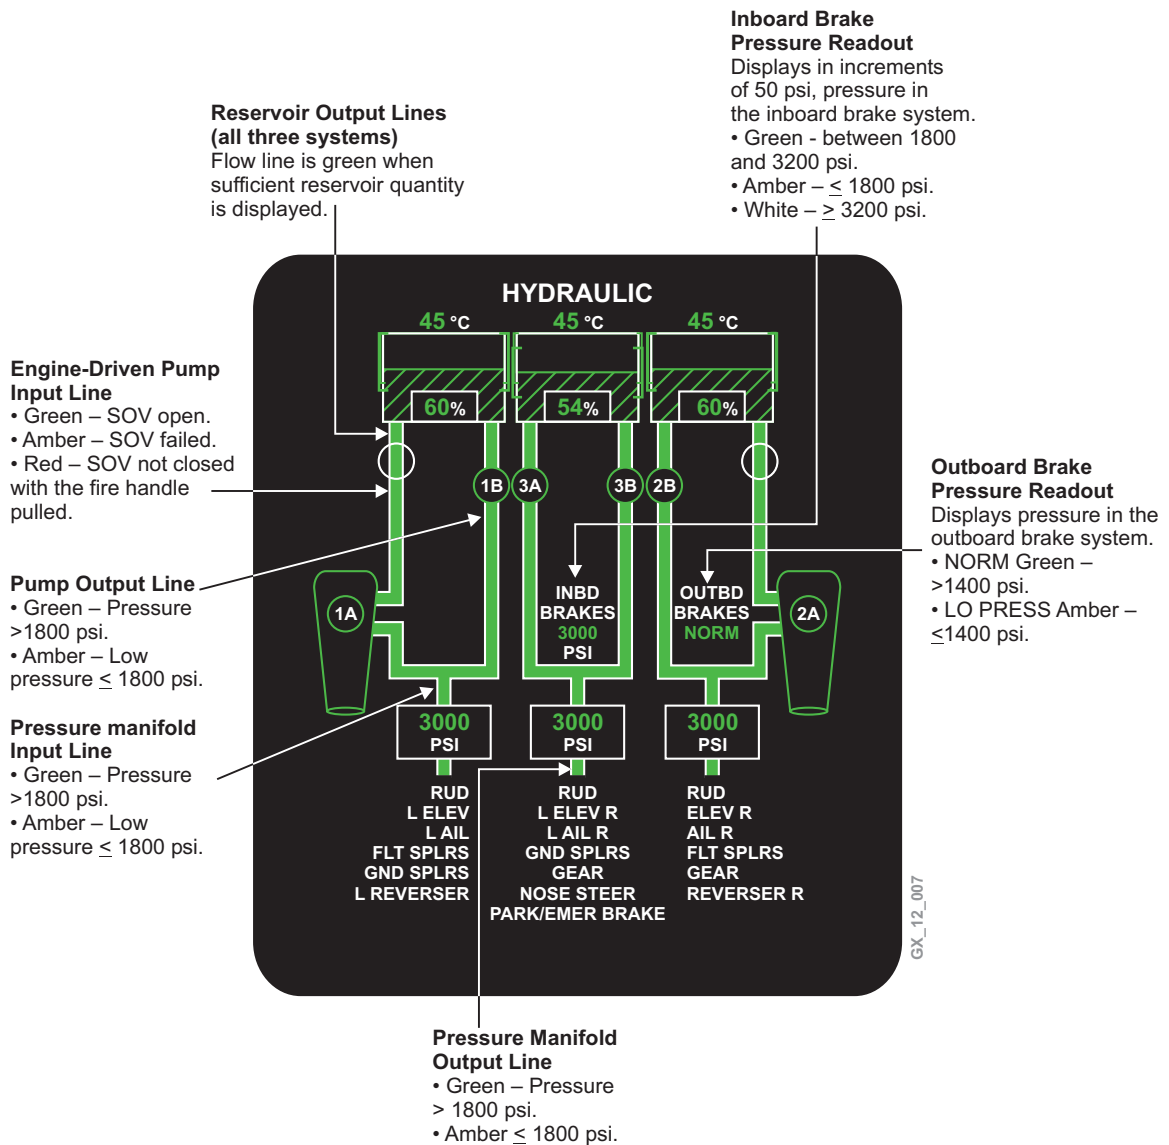 Inboard Brake
Pressure Readout
Displays in increments
of 50 psi, pressure in
the inboard brake system.
• Green - between 1800
and 3200 psi.
• Amber – ≤ 1800 psi.
• White – ≥ 3200 psi.
Reservoir Output Lines
(all three systems)
Flow line is green when
sufficient reservoir quantity
is displayed.
Engine-Driven Pump
Input Line
• Green – SOV open.
• Amber – SOV failed.
• Red – SOV not closed
with the fire handle
pulled.
Pump Output Line
• Green – Pressure
>1800 psi.
• Amber – Low
pressure ≤ 1800 psi.
Pressure manifold
Input Line
• Green – Pressure
>1800 psi.
• Amber – Low
pressure ≤ 1800 psi.
HYDRAULIC
45 °C 45 °C 45 °C
60% 54% 60%
1B 3A 3B 2B
1A
INBD
BRAKES
3000
PSI
OUTBD
BRAKES
NORM
2A
3000
PSI
3000
PSI
3000
PSI
RUD
L ELEV
L AIL
FLT SPLRS
GND SPLRS
L REVERSER
RUD
L ELEV R
L AIL R
GND SPLRS
GEAR
NOSE STEER
PARK/EMER BRAKE
RUD
ELEV R
AIL R
FLT SPLRS
GEAR
REVERSER R
Outboard Brake
Pressure Readout
Displays pressure in the
outboard brake system.
• NORM Green –
>1400 psi.
• LO PRESS Amber –
≤1400 psi.
GX_12_007
Pressure Manifold
Output Line
• Green – Pressure
> 1800 psi.
• Amber ≤ 1800 psi.